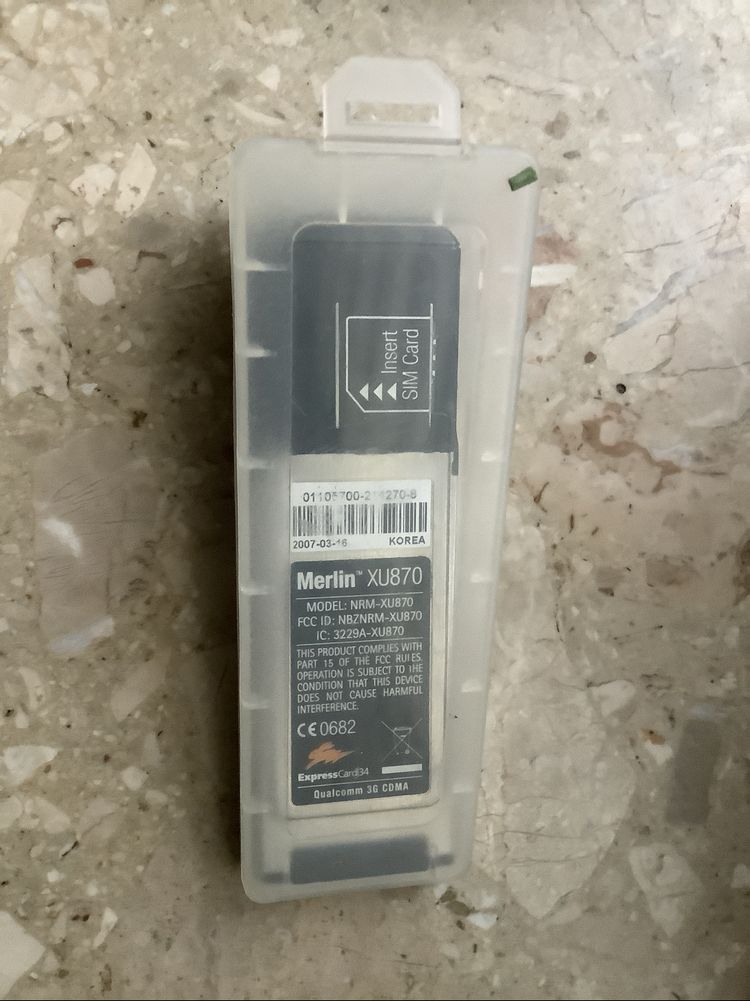 Insert
SIM Card
2007-03-16 KOREA
Merlin™ XU870
MODEL: NRM-XU870
FCC ID: NBZNRM-XU870
IC: 3229A-XU870
THIS PRODUCT COMPLIES WITH
PART 15 OF THE FCC RULES.
OPERATION IS SUBJECT TO THE
CONDITION THAT THIS DEVICE
DOES NOT CAUSE HARMFUL
INTERFERENCE.
CE0682
ExpressCard|34
Qualcomm 3G CDMA